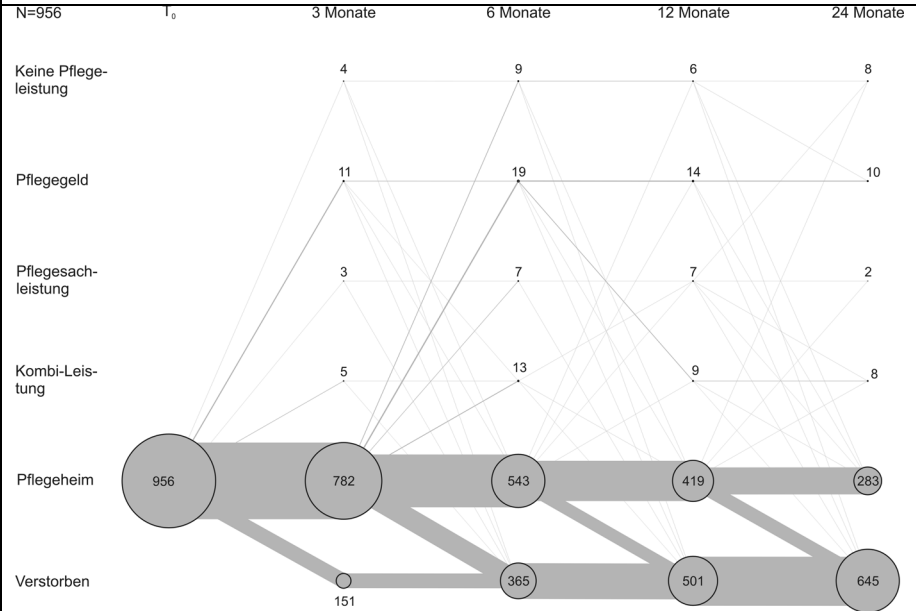 N=956 T0 3 Monate 6 Monate 12 Monate 24 Monate
Keine Pflege-
leistung
4 9 6 8
Pflegegeld
11 19 14 10
Pflegesach-
leistung
3 7 7 2
Kombi-Leis-
tung
5 13 9 8
Pflegeheim 956 782 543 419 283
Verstorben 365 501 645
151